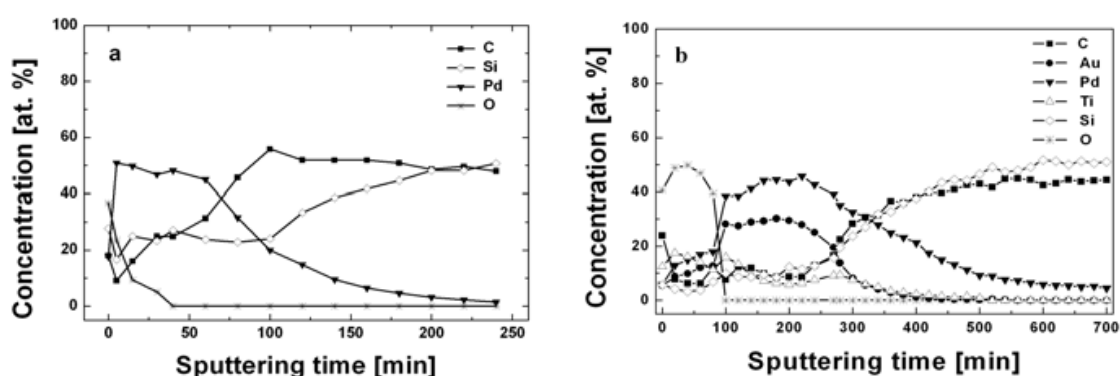 100
80
60
40
20
0
Concentration [at. %]
a
C
Si
Pd
O
0 50 100 150 200 250
Sputtering time [min]
100
80
60
40
20
0
Concentration [at. %]
b
C
Au
Pd
Ti
Si
O
0 100 200 300 400 500 600 700
Sputtering time [min]